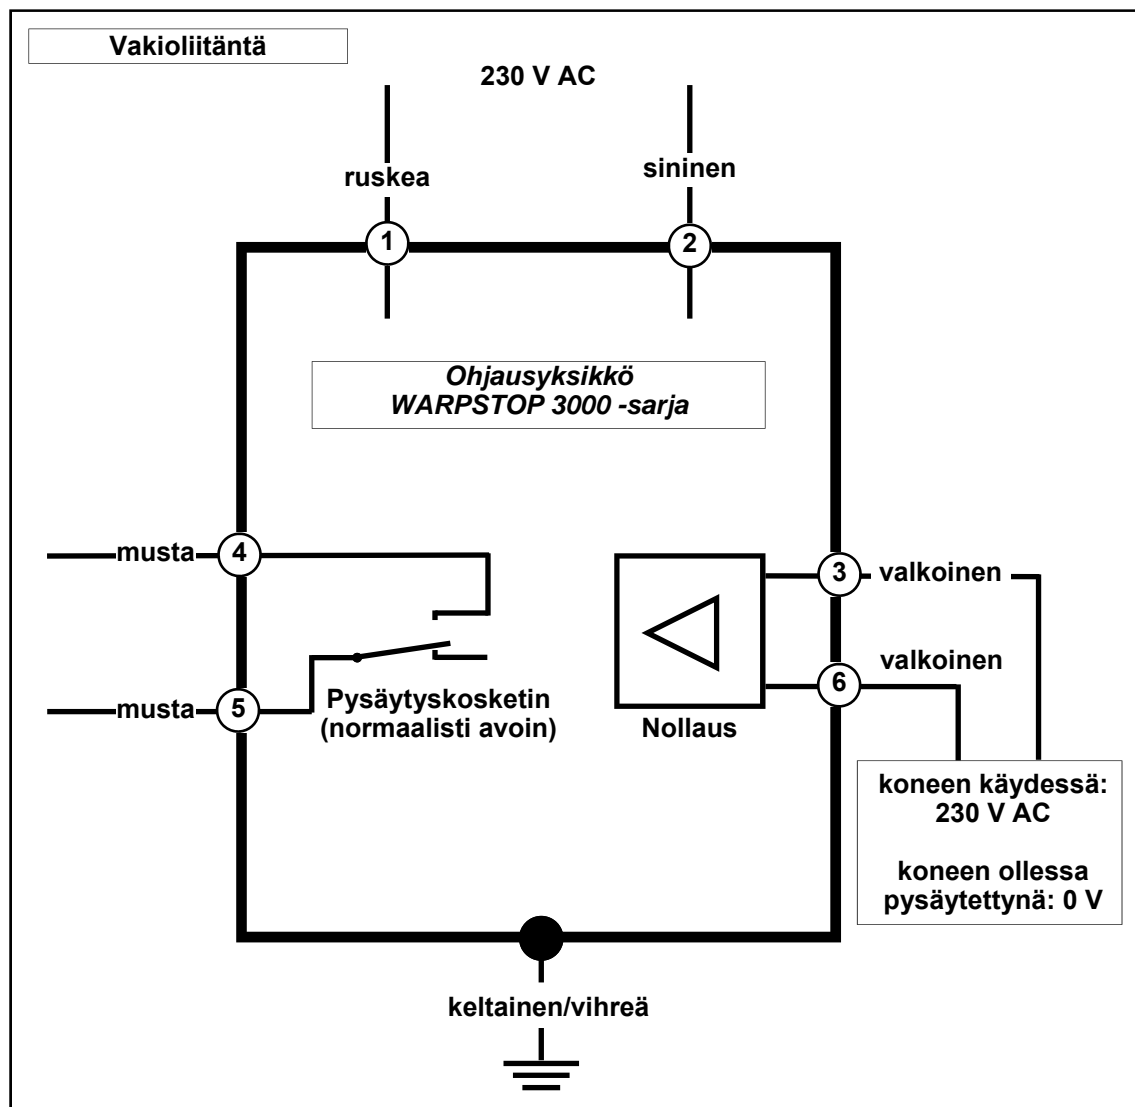 Vakioliitäntä
230 V AC
ruskea
sininen
1
2
Ohjausyksikkö
WARPSTOP 3000 -sarja
musta
4
3
valkoinen
musta
5
Pysäytyskosketin
(normaalisti avoin)
Nollaus
6
valkoinen
koneen käydessä:
230 V AC
koneen ollessa
pysäytettynä: 0 V
keltainen/vihreä